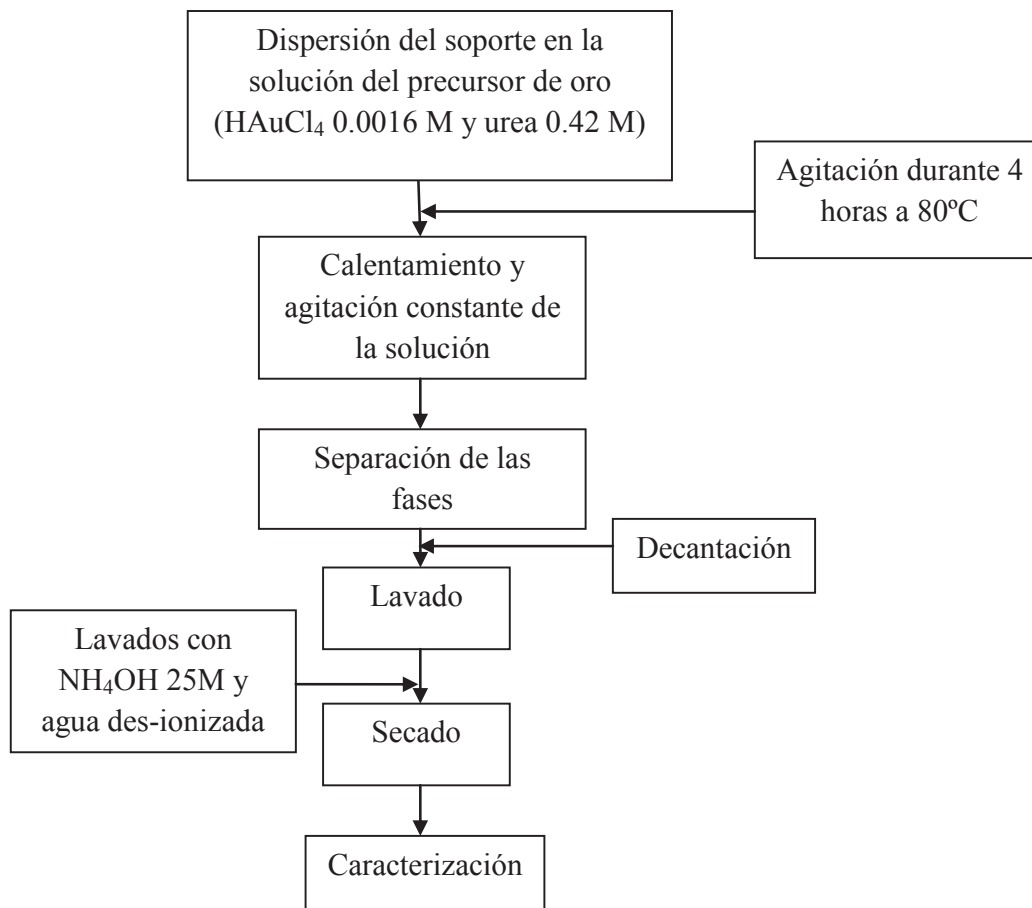 Dispersión del soporte en la
solución del precursor de oro
(HAuCl₄ 0.0016 M y urea 0.42 M)
Agitación durante 4
horas a 80ºC
Calentamiento y
agitación constante de
la solución
Separación de las
fases
Decantación
Lavado
Lavados con
NH₄OH 25M y
agua des-ionizada
Secado
Caracterización